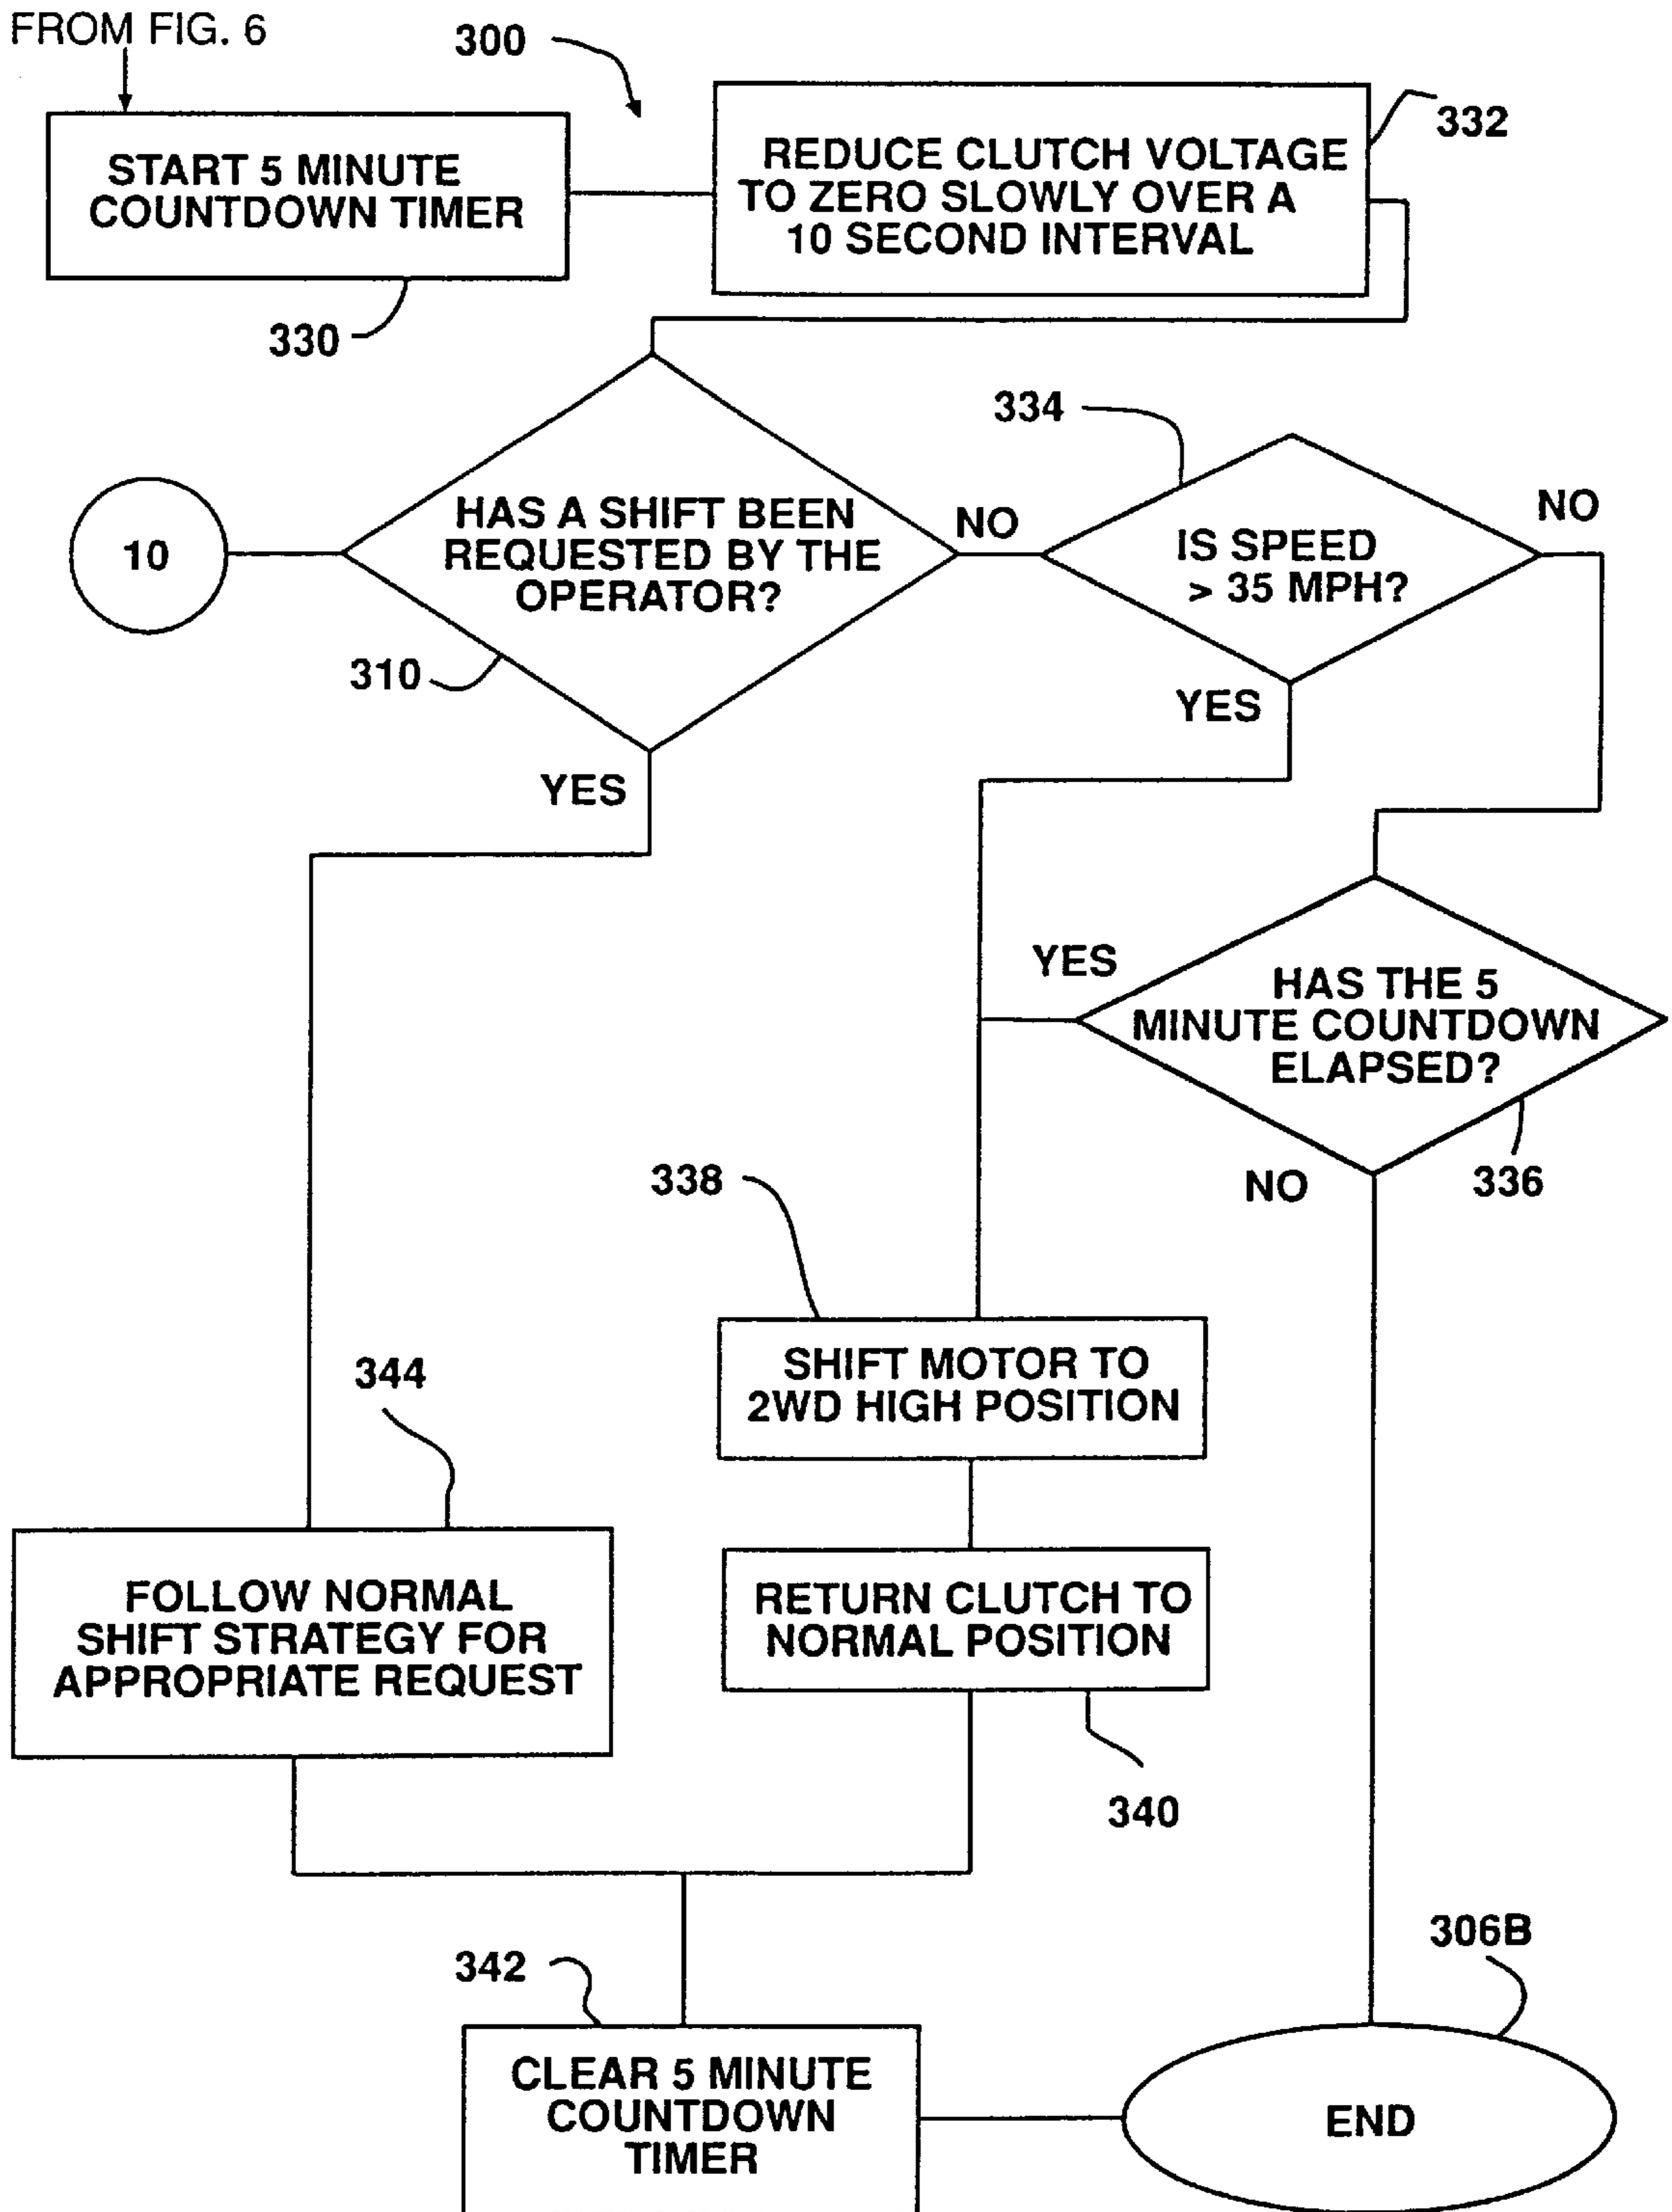 FROM FIG. 6
300
START 5 MINUTE
COUNTDOWN TIMER
330
REDUCE CLUTCH VOLTAGE
TO ZERO SLOWLY OVER A
10 SECOND INTERVAL
332
10
HAS A SHIFT BEEN
REQUESTED BY THE
OPERATOR?
310
NO
YES
334
IS SPEED
> 35 MPH?
NO
YES
YES
HAS THE 5
MINUTE COUNTDOWN
ELAPSED?
336
NO
338
SHIFT MOTOR TO
2WD HIGH POSITION
344
FOLLOW NORMAL
SHIFT STRATEGY FOR
APPROPRIATE REQUEST
RETURN CLUTCH TO
NORMAL POSITION
340
342
CLEAR 5 MINUTE
COUNTDOWN
TIMER
306B
END